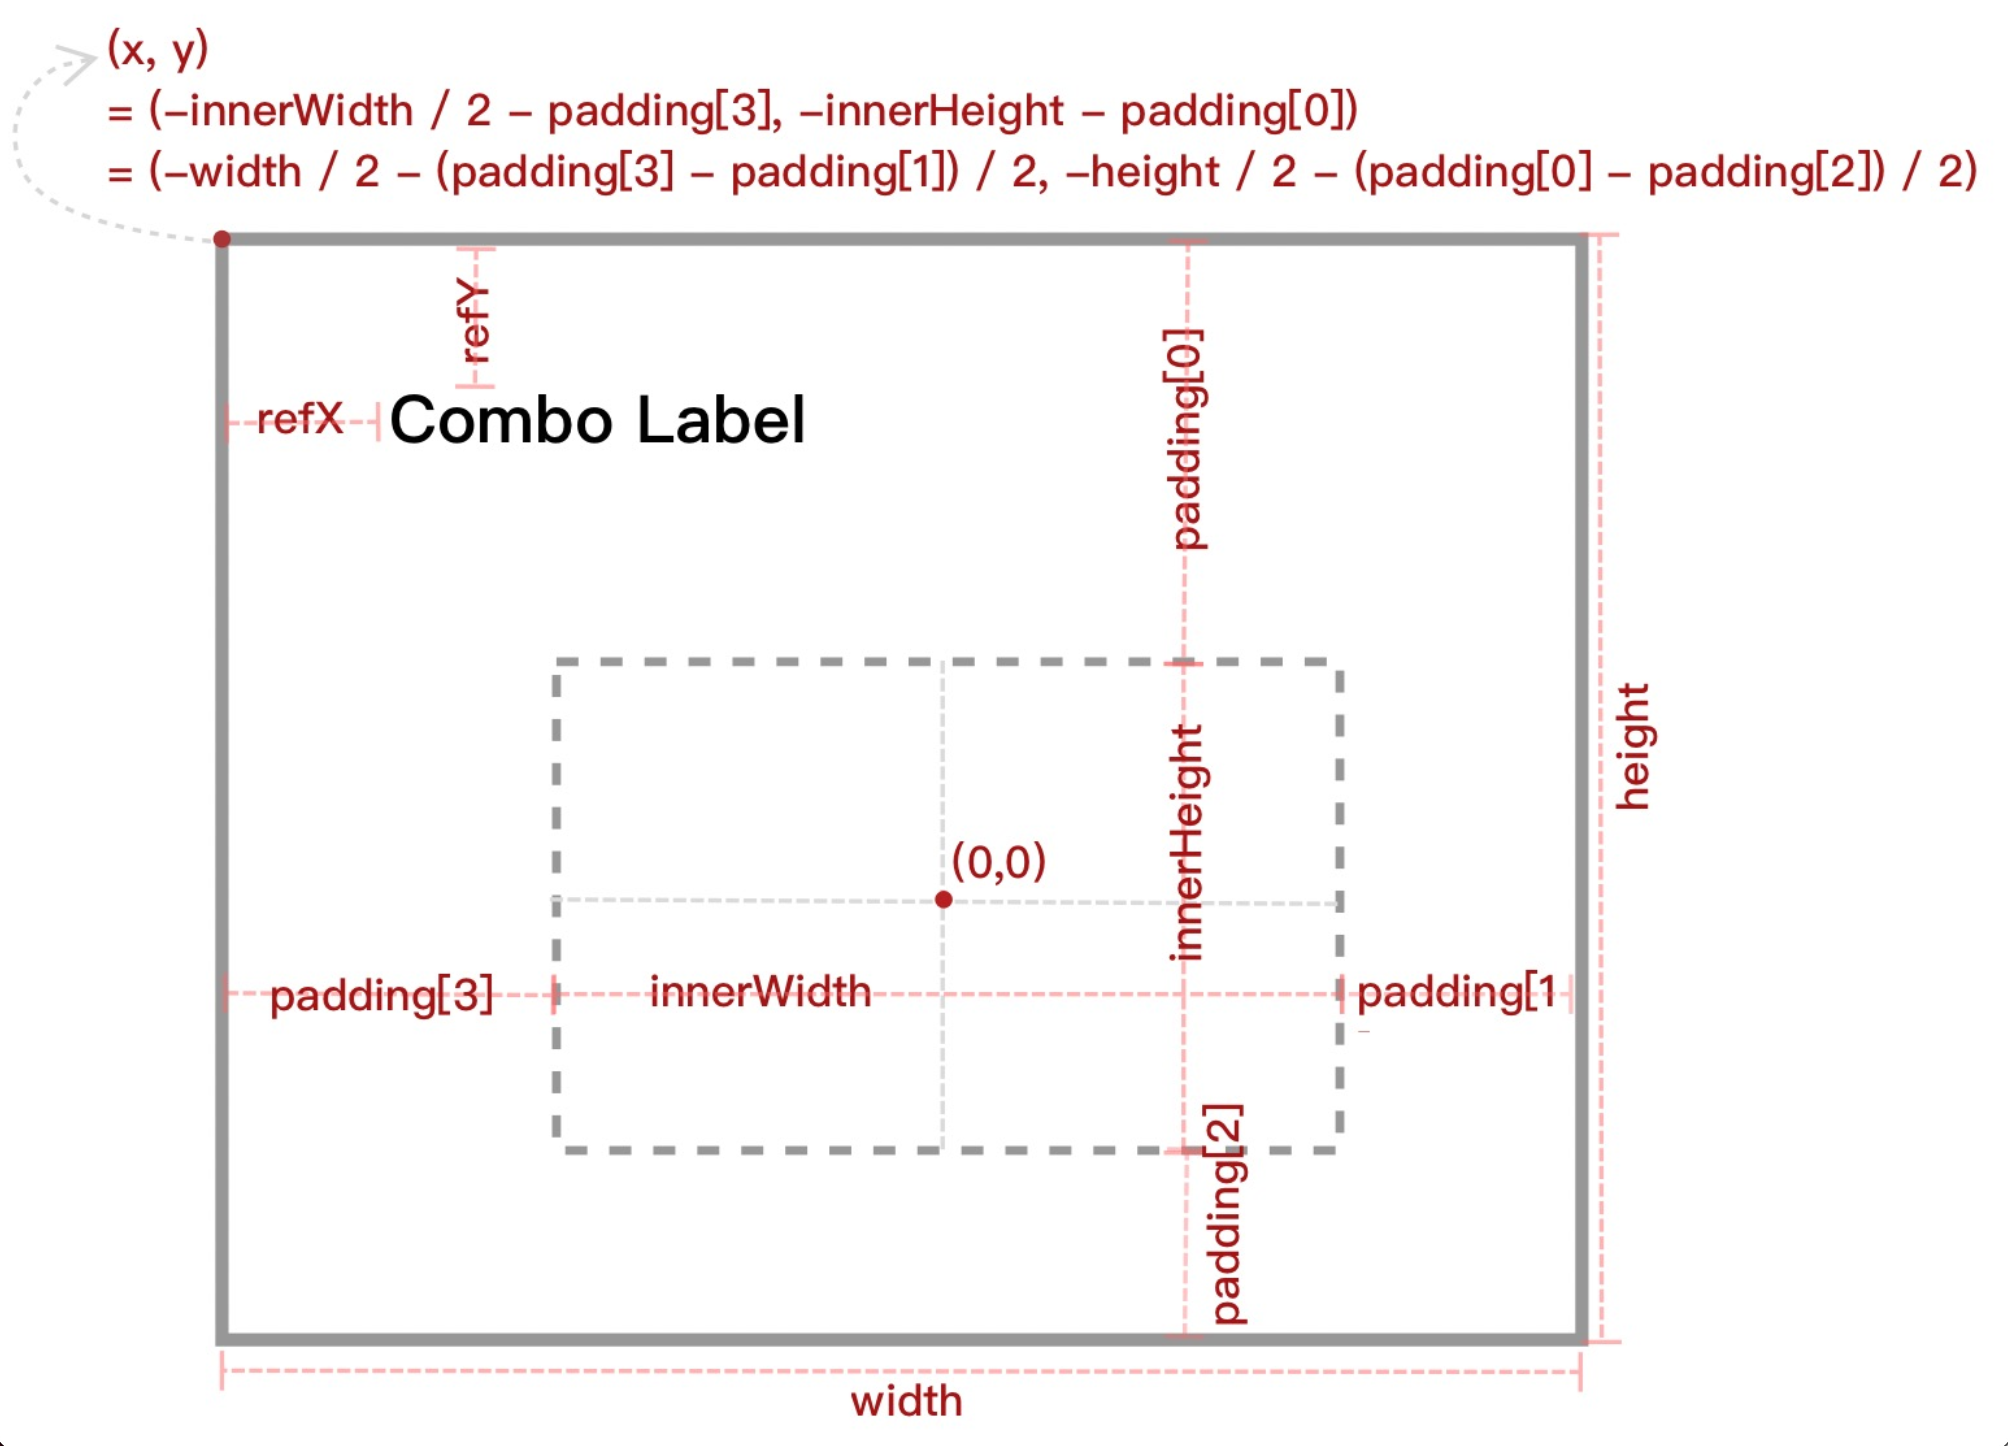 (x, y)
= (–innerWidth / 2 – padding[3], –innerHeight – padding[0])
= (–width / 2 – (padding[3] – padding[1]) / 2, –height / 2 – (padding[0] – padding[2]) / 2)
refY
padding[0]
refX
Combo Label
height
innerHeight
(0,0)
padding[3]
innerWidth
padding[1
padding[2]
width